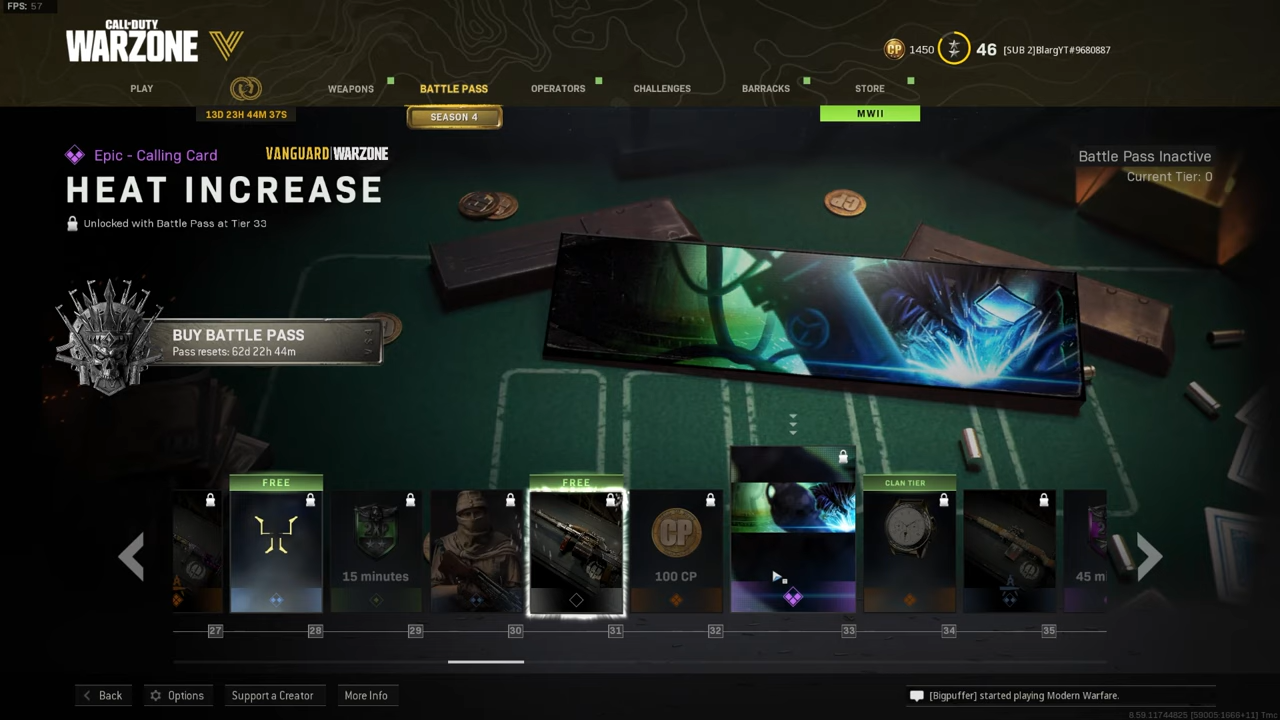 FPS: 57
CALL OF DUTY
WARZONE
CP 1450
46
[SUB 2]BlargYT#9680887
PLAY
WEAPONS
BATTLE PASS
OPERATORS
CHALLENGES
BARRACKS
STORE
13D 23H 44M 37S
SEASON 4
MWII
Epic - Calling Card
VANGUARD|WARZONE
HEAT INCREASE
Unlocked with Battle Pass at Tier 33
Battle Pass Inactive
Current Tier: 0
BUY BATTLE PASS
Pass resets: 62d 22h 44m
FREE
FREE
CLAN TIER
CP
15 minutes
100 CP
45 m
27
28
29
30
31
32
33
34
35
Back
Options
Support a Creator
More Info
[Bigpuffer] started playing Modern Warfare.